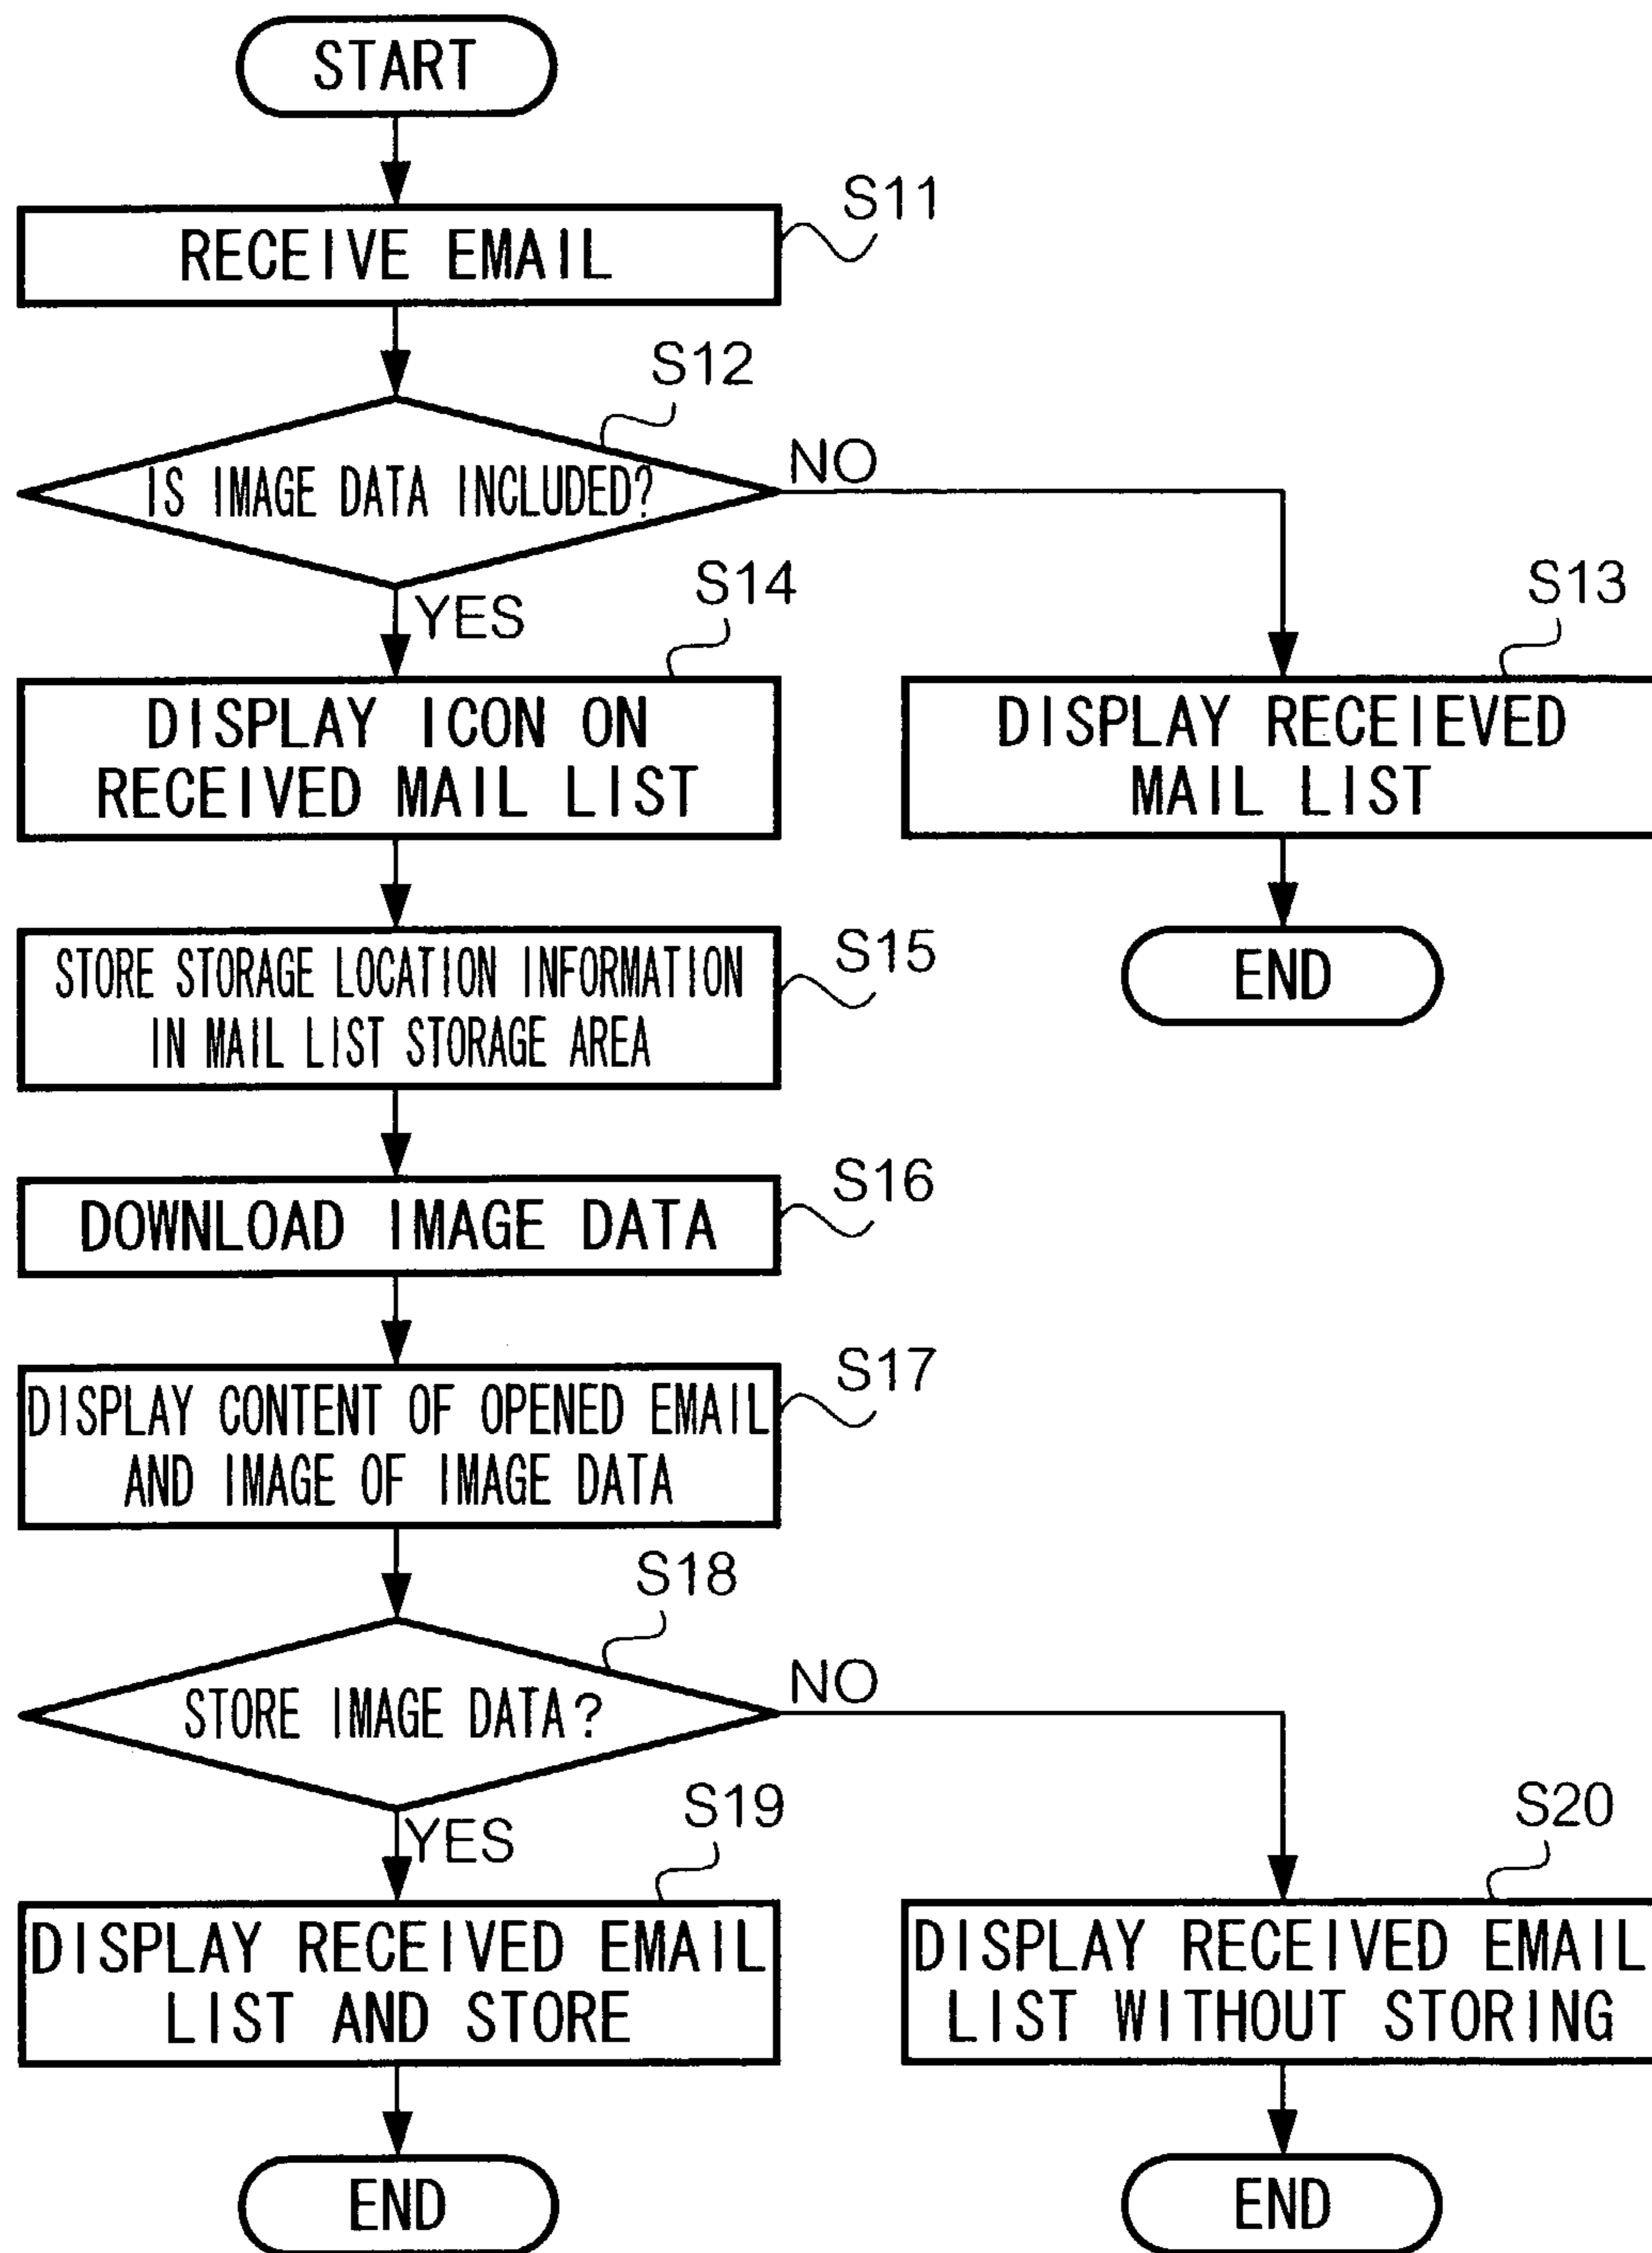 START
S11
RECEIVE EMAIL
S12
IS IMAGE DATA INCLUDED?
NO
YES
S14
S13
DISPLAY ICON ON
RECEIVED MAIL LIST
DISPLAY RECEIEVED
MAIL LIST
S15
STORE STORAGE LOCATION INFORMATION
IN MAIL LIST STORAGE AREA
END
S16
DOWNLOAD IMAGE DATA
S17
DISPLAY CONTENT OF OPENED EMAIL
AND IMAGE OF IMAGE DATA
S18
STORE IMAGE DATA?
NO
YES
S19
S20
DISPLAY RECEIVED EMAIL
LIST AND STORE
DISPLAY RECEIVED EMAIL
LIST WITHOUT STORING
END
END